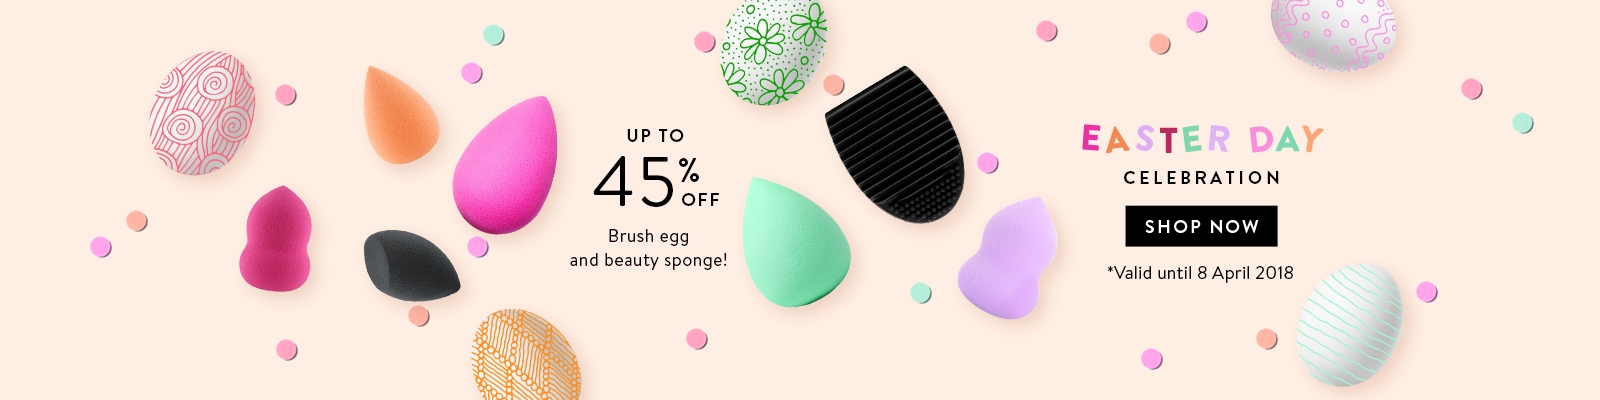 UP TO
45% OFF
Brush egg
and beauty sponge!
EASTER DAY
CELEBRATION
SHOP NOW
*Valid until 8 April 2018